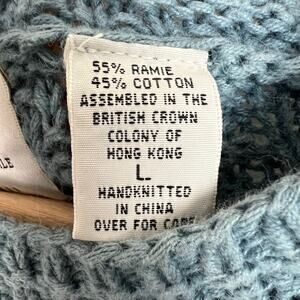 55% RAMIE
45% COTTON
ASSEMBLED IN THE
BRITISH CROWN
COLONY OF
HONG KONG
L
HANDKNITTED
IN CHINA
OVER FOR CARE